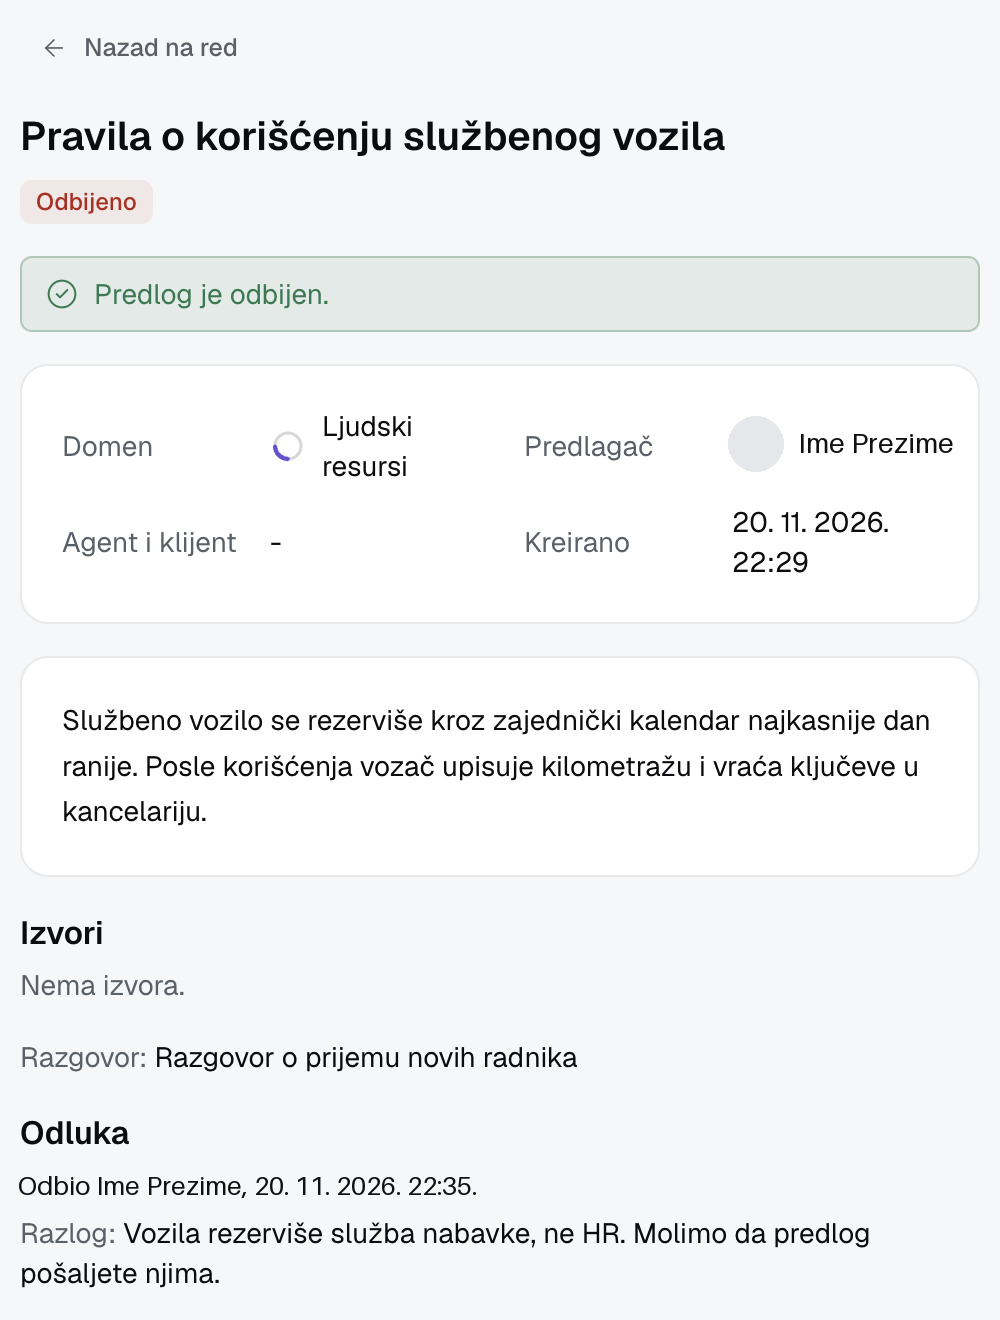 Nazad na red
Pravila o korišćenju službenog vozila
Odbijeno
Predlog je odbijen.
Domen
Ljudski
resursi
Predlagač
Ime Prezime
Agent i klijent
-
Kreirano
20. 11. 2026.
22:29
Službeno vozilo se rezerviše kroz zajednički kalendar najkasnije dan
ranije. Posle korišćenja vozač upisuje kilometražu i vraća ključeve u
kancelariju.
Izvori
Nema izvora.
Razgovor: Razgovor o prijemu novih radnika
Odluka
Odbio Ime Prezime, 20. 11. 2026. 22:35.
Razlog: Vozila rezerviše služba nabavke, ne HR. Molimo da predlog
pošaljete njima.